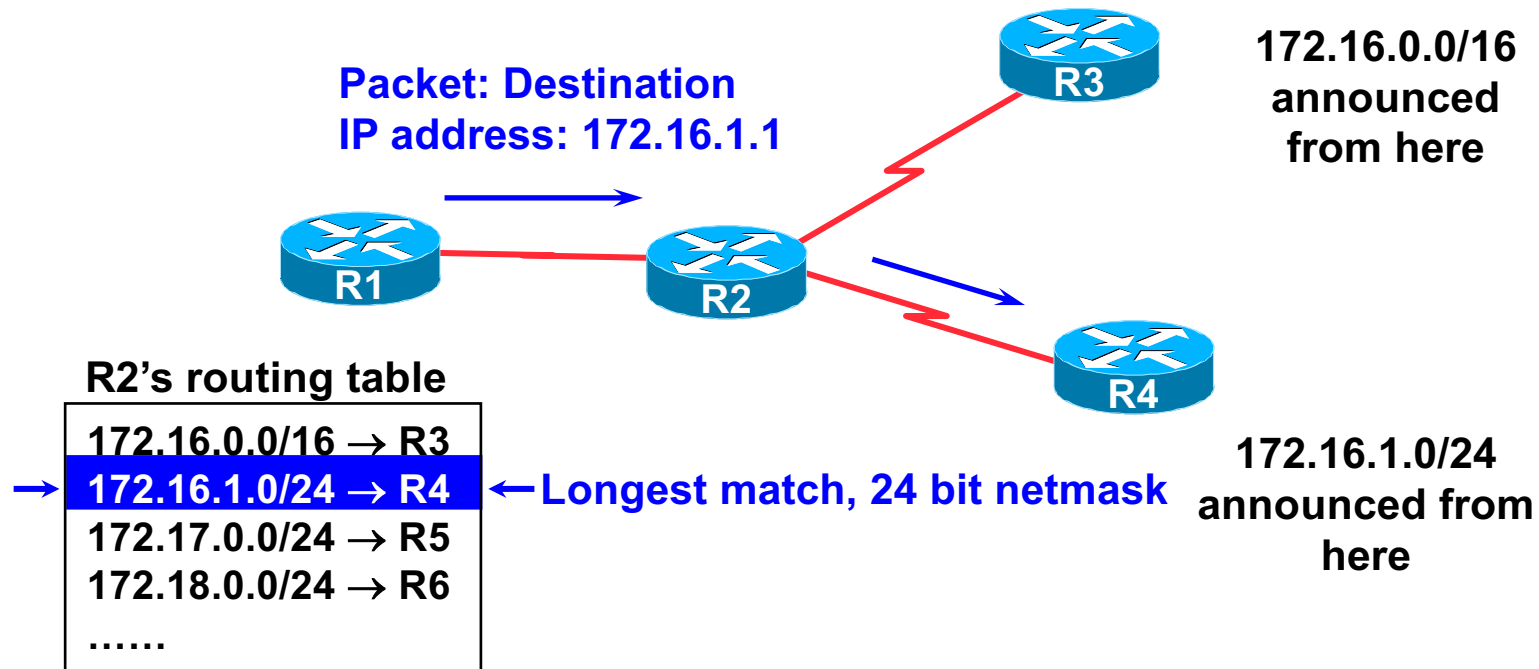 Packet: Destination
IP address: 172.16.1.1
R3
172.16.0.0/16
announced
from here
R1
R2
R4
172.16.1.0/24
announced from
here
R2’s routing table
172.16.0.0/16 → R3
172.16.1.0/24 → R4
172.17.0.0/24 → R5
172.18.0.0/24 → R6
……
Longest match, 24 bit netmask